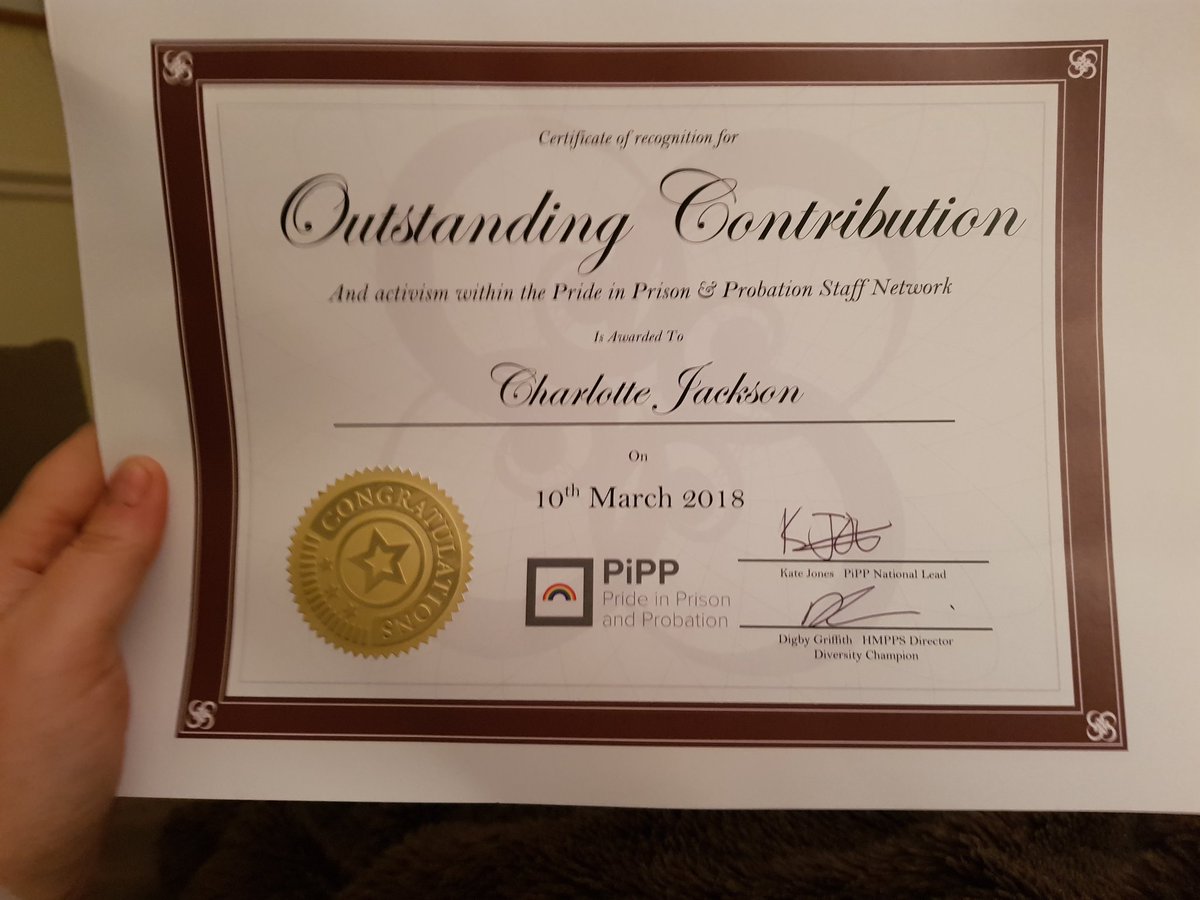 Certificate of recognition for
Outstanding Contribution
And activism within the Pride in Prison & Probation Staff Network
Is Awarded To
Charlotte Jackson
On
10th March 2018
CONGRATULATIONS
PiPP
Pride in Prison
and Probation
Kate Jones PiPP National Lead
Digby Griffith HMPPS Director
Diversity Champion